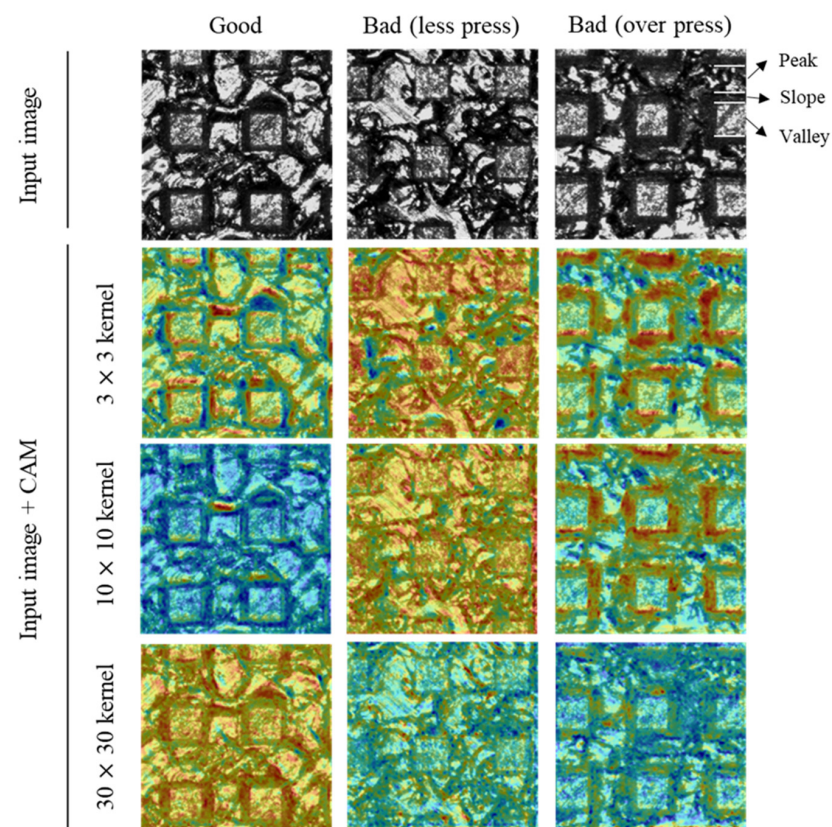 Good
Bad (less press)
Bad (over press)
Input image
Peak
Slope
Valley
Input image + CAM
3 × 3 kernel
10 × 10 kernel
30 × 30 kernel